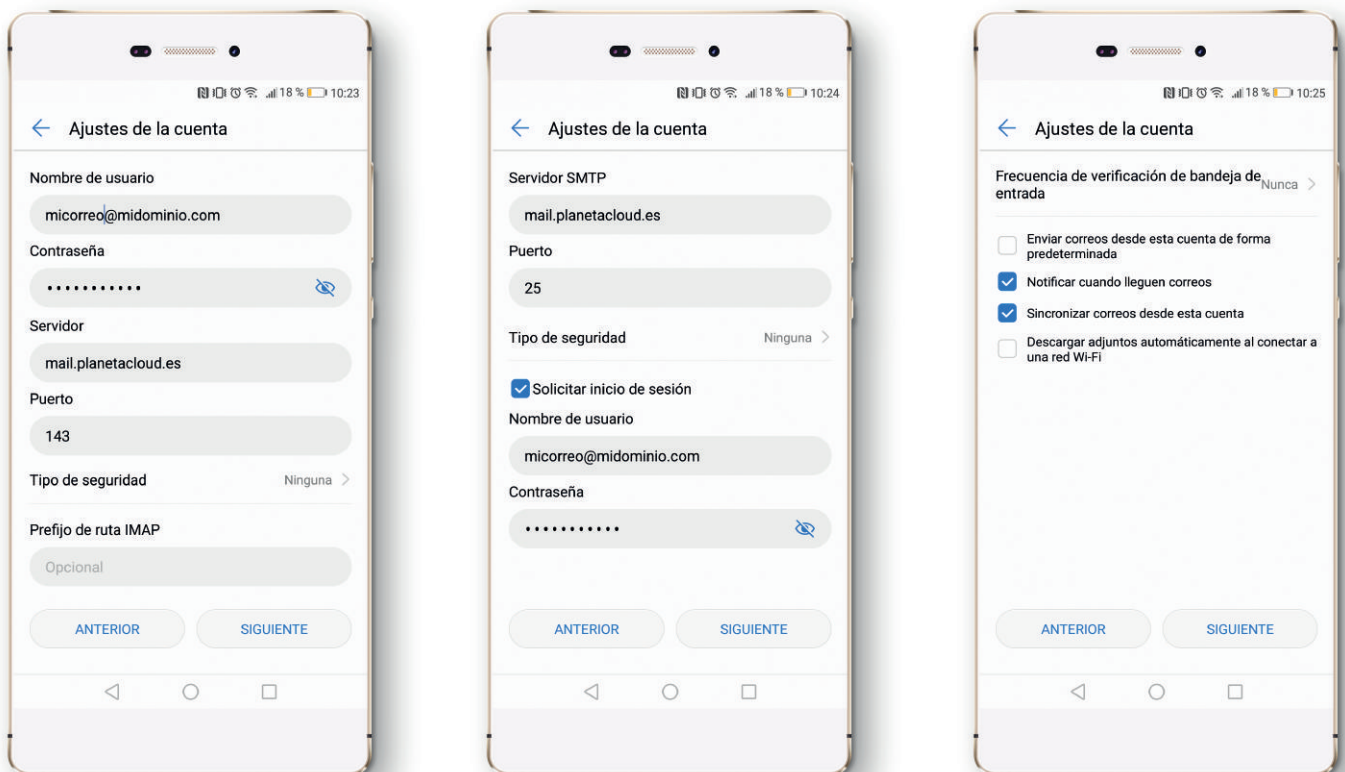 18 % 10:23
Ajustes de la cuenta
Nombre de usuario
micorreo@midominio.com
Contraseña
•••••••••••
Servidor
mail.planetacloud.es
Puerto
143
Tipo de seguridad Ninguna
Prefijo de ruta IMAP
Opcional
ANTERIOR SIGUIENTE
18 % 10:24
Ajustes de la cuenta
Servidor SMTP
mail.planetacloud.es
Puerto
25
Tipo de seguridad Ninguna
Solicitar inicio de sesión
Nombre de usuario
micorreo@midominio.com
Contraseña
•••••••••••
ANTERIOR SIGUIENTE
18 % 10:25
Ajustes de la cuenta
Frecuencia de verificación de bandeja de
entrada Nunca
Enviar correos desde esta cuenta de forma
predeterminada
Notificar cuando lleguen correos
Sincronizar correos desde esta cuenta
Descargar adjuntos automáticamente al conectar a
una red Wi-Fi
ANTERIOR SIGUIENTE